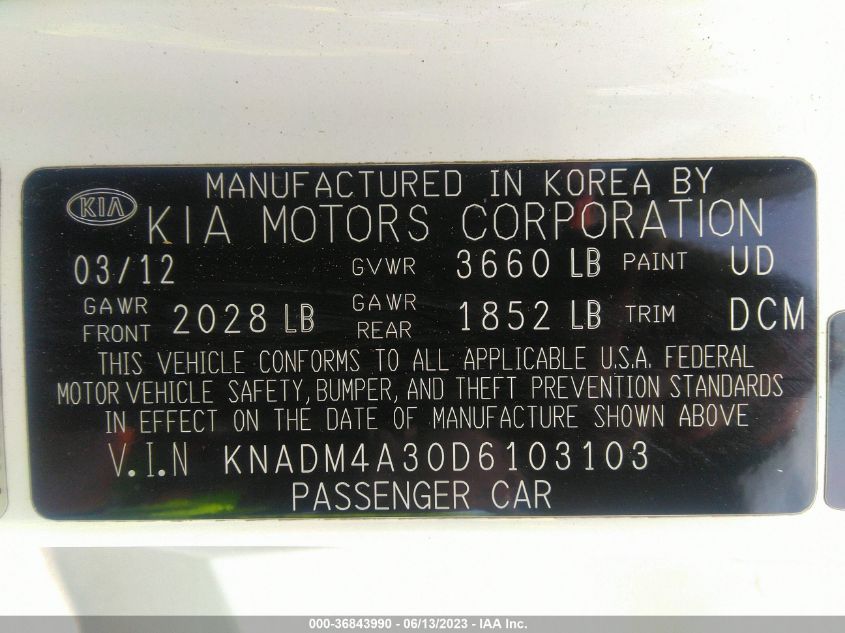 MANUFACTURED IN KOREA BY
KIA KIA MOTORS CORPORATION
03/12 GVWR 3660 LB PAINT UD
GAWR FRONT 2028 LB GAWR REAR 1852 LB TRIM DCM
THIS VEHICLE CONFORMS TO ALL APPLICABLE U.S.A. FEDERAL
MOTOR VEHICLE SAFETY, BUMPER, AND THEFT PREVENTION STANDARDS
IN EFFECT ON THE DATE OF MANUFACTURE SHOWN ABOVE
V.I.N KNADM4A30D6103103
PASSENGER CAR
000-36843990 - 06/13/2023 - IAA Inc.